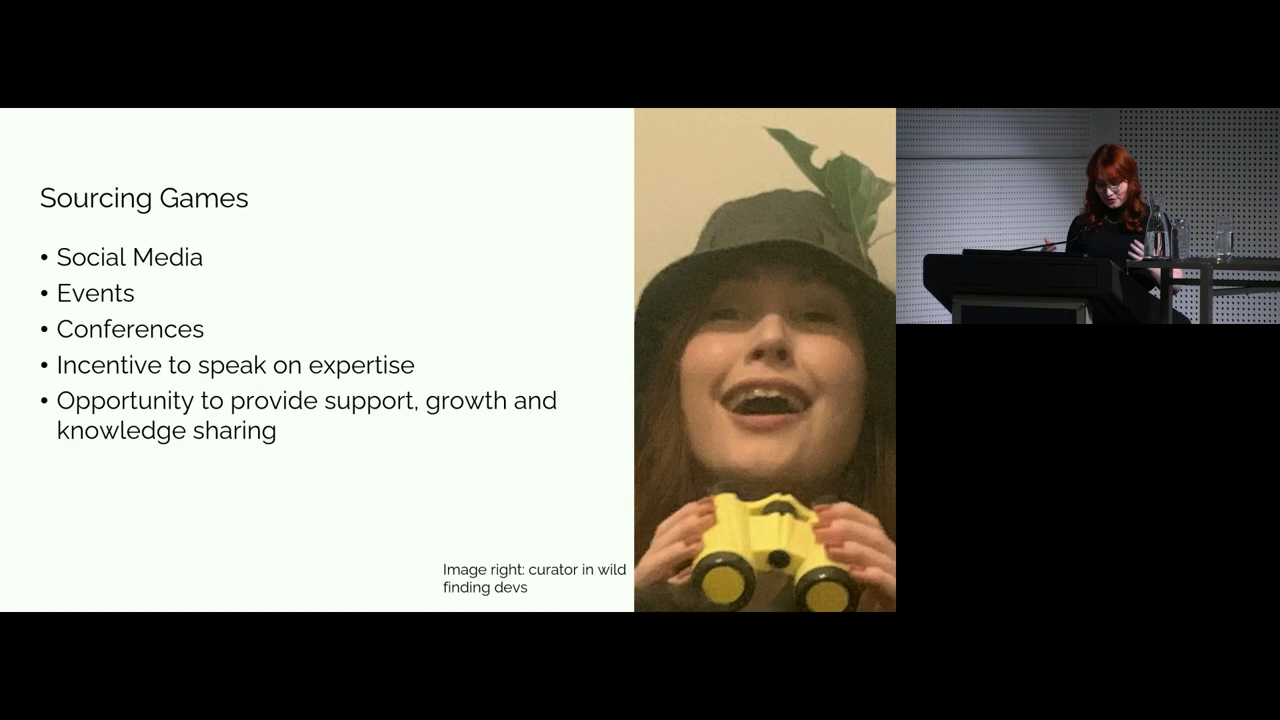 Sourcing Games
• Social Media
• Events
• Conferences
• Incentive to speak on expertise
• Opportunity to provide support, growth and
knowledge sharing
Image right: curator in wild
finding devs